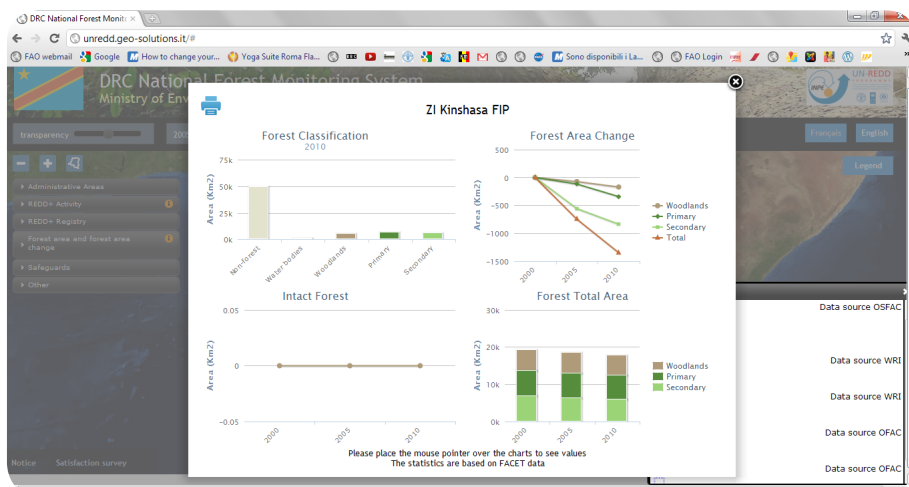 DRC National Forest Monito
unredd.geo-solutions.it/#
FAO webmail Google How to change your... Yoga Suite Roma Fla... Sono disponibili i La... FAO Login
DRC National Forest Monitoring System
Ministry of Env
UN-REDD
transparency
2005
Français English
Legend
Administrative Areas
REDD+ Activity
REDD+ Registry
Forest area and forest area
change
Safeguards
Other
Notice Satisfaction survey
ZI Kinshasa FIP
Forest Classification
2010
Area (Km2)
75k
50k
25k
0k
Non-forest
Water bodies
Woodlands
Primary
Secondary
Forest Area Change
Area (Km2)
500
0
−500
−1000
−1500
2000
2005
2010
Woodlands
Primary
Secondary
Total
Intact Forest
Area (Km2)
0.05
0
−0.05
2000
2005
2010
Forest Total Area
Area (Km2)
30k
20k
10k
0k
2000
2005
2010
Woodlands
Primary
Secondary
Please place the mouse pointer over the charts to see values
The statistics are based on FACET data
Data source OSFAC
Data source WRI
Data source WRI
Data source OFAC
Data source OFAC